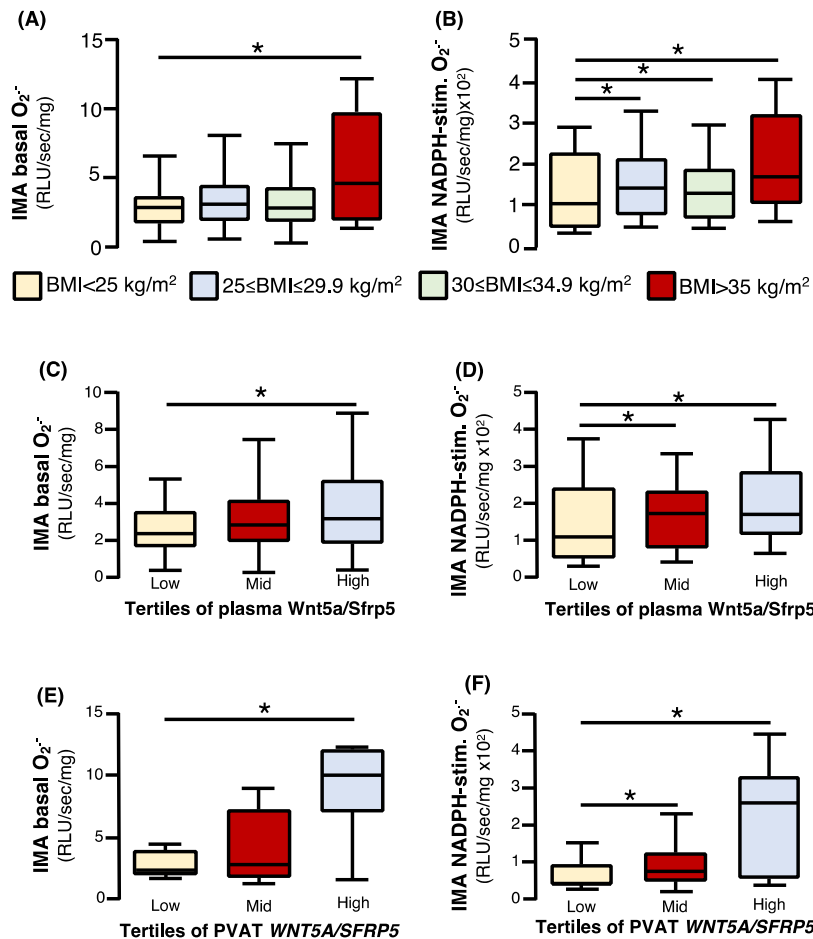 (A)
IMA basal O₂·⁻
(RLU/sec/mg)
15
10
5
0
*
(B)
IMA NADPH-stim. O₂·⁻
(RLU/sec/mg)x10²
5
4
3
2
1
0
*
*
*
BMI<25 kg/m²
25≤BMI≤29.9 kg/m²
30≤BMI≤34.9 kg/m²
BMI>35 kg/m²
(C)
IMA basal O₂·⁻
(RLU/sec/mg)
10
8
6
4
2
0
*
Low Mid High
Tertiles of plasma Wnt5a/Sfrp5
(D)
IMA NADPH-stim. O₂·⁻
(RLU/sec/mg x10²)
5
4
3
2
1
0
*
*
Low Mid High
Tertiles of plasma Wnt5a/Sfrp5
(E)
IMA basal O₂·⁻
(RLU/sec/mg)
15
10
5
0
*
Low Mid High
Tertiles of PVAT WNT5A/SFRP5
(F)
IMA NADPH-stim. O₂·⁻
(RLU/sec/mg x10²)
5
4
3
2
1
0
*
*
Low Mid High
Tertiles of PVAT WNT5A/SFRP5